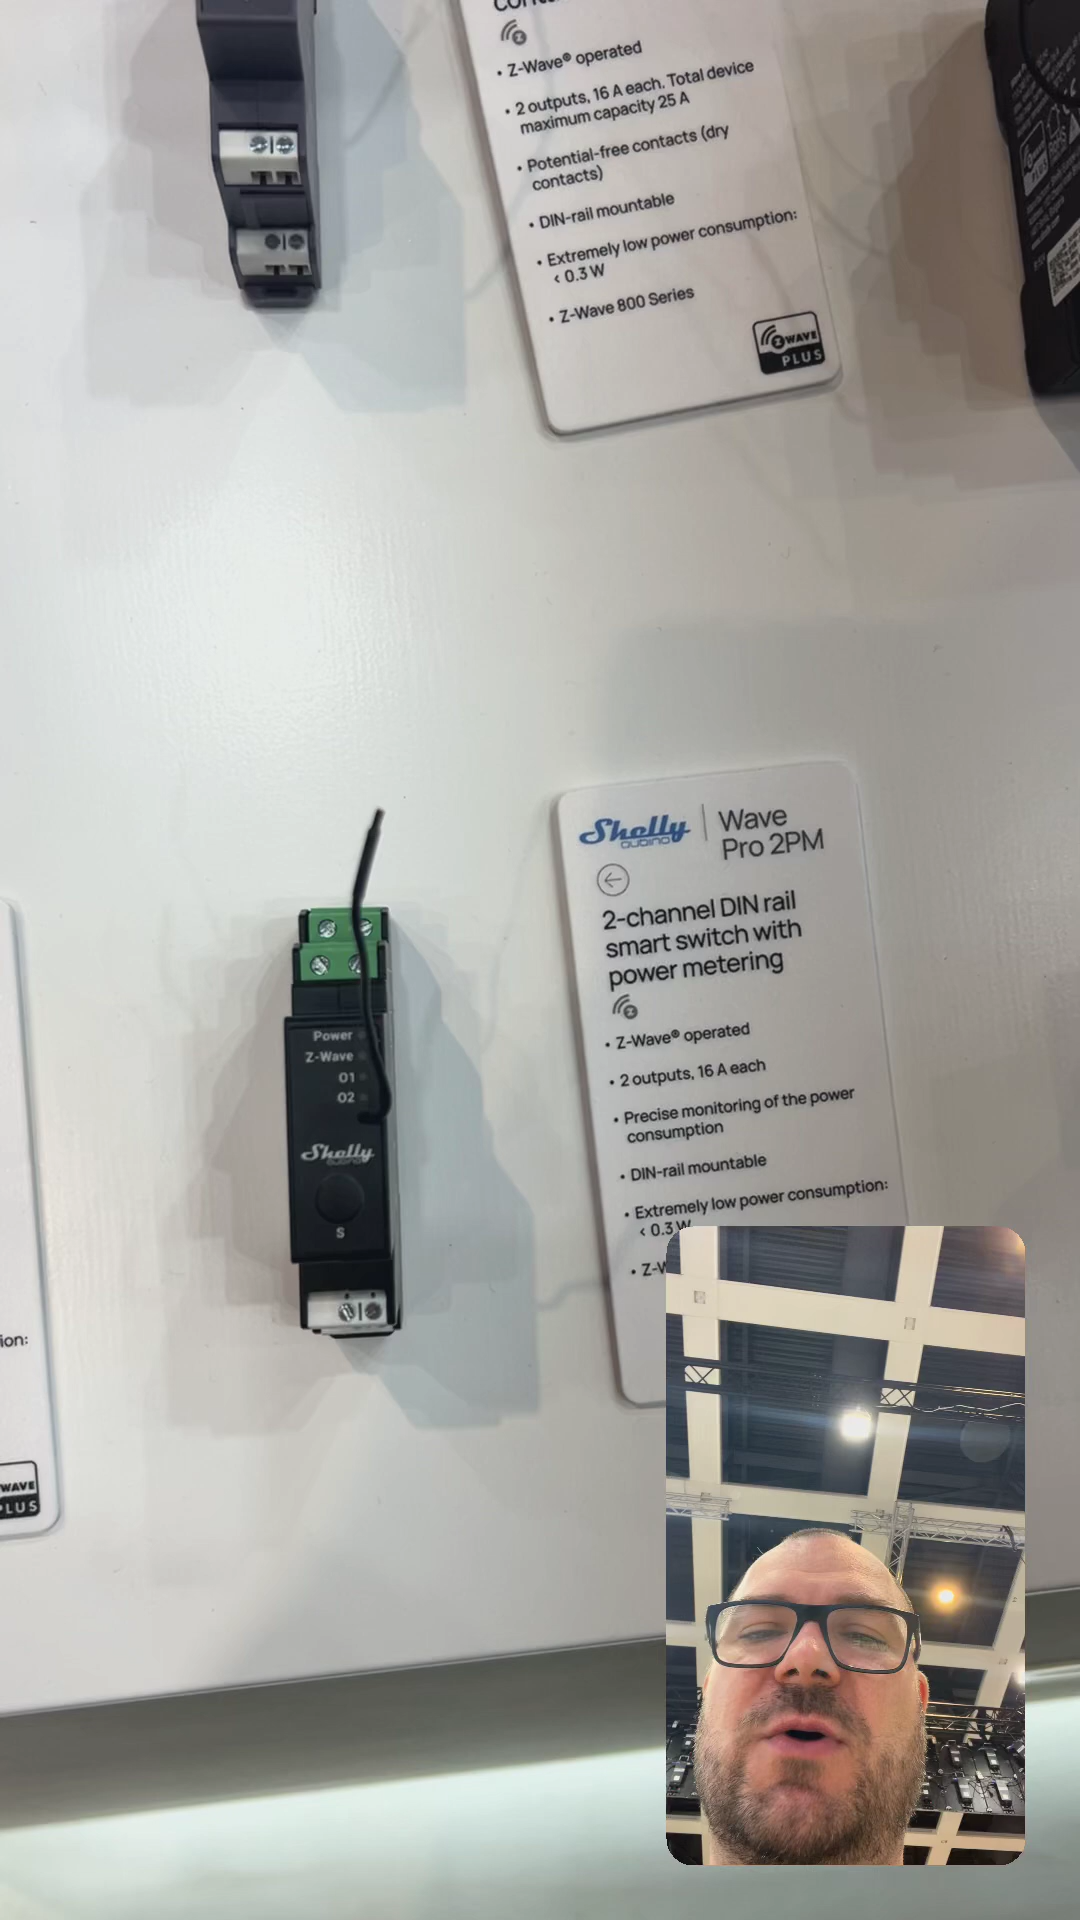 • Z-Wave® operated
• 2 outputs, 16 A each. Total device
maximum capacity 25 A
• Potential-free contacts (dry
contacts)
• DIN-rail mountable
• Extremely low power consumption:
< 0.3 W
• Z-Wave 800 Series
Z WAVE
PLUS
Shelly
QUBINO
Wave
Pro 2PM
2-channel DIN rail
smart switch with
power metering
• Z-Wave® operated
• 2 outputs, 16 A each
• Precise monitoring of the power
consumption
• DIN-rail mountable
• Extremely low power consumption:
< 0.3 W
• Z-W
Power
Z-Wave
O1
O2
Shelly
QUBINO
S
ion:
WAVE
PLUS